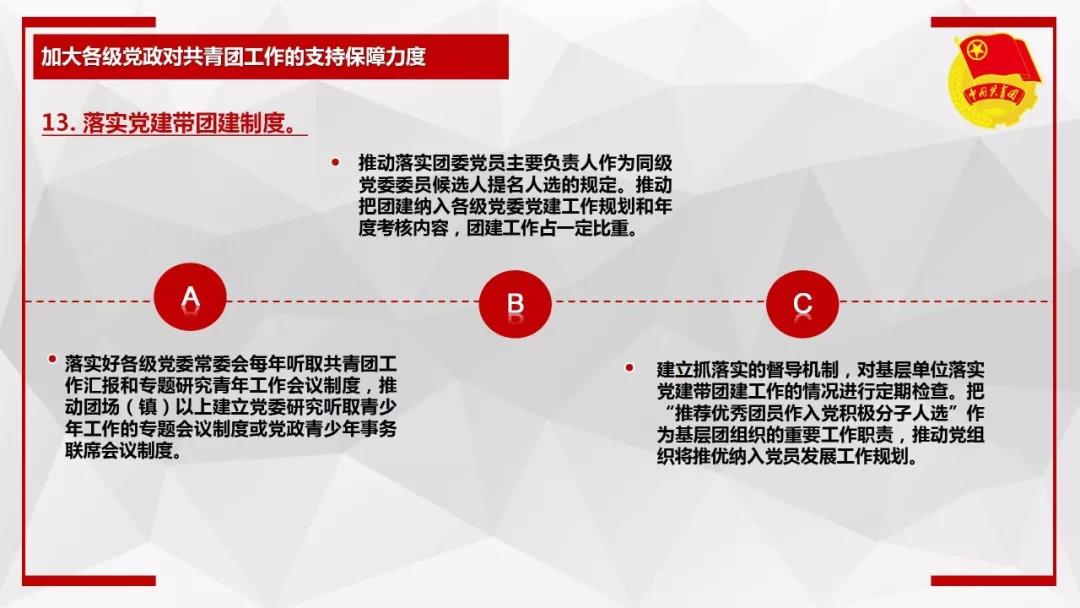 加大各级党政对共青团工作的支持保障力度
中国共青团
13. 落实党建带团建制度。
推动落实团委党员主要负责人作为同级
党委委员候选人提名人选的规定。推动
把团建纳入各级党委党建工作规划和年
度考核内容，团建工作占一定比重。
A
B
C
落实好各级党委常委会每年听取共青团工
作汇报和专题研究青年工作会议制度，推
动团场（镇）以上建立党委研究听取青少
年工作的专题会议制度或党政青少年事务
联席会议制度。
建立抓落实的督导机制，对基层单位落实
党建带团建工作的情况进行定期检查。把
“推荐优秀团员作入党积极分子人选”作
为基层团组织的重要工作职责，推动党组
织将推优纳入党员发展工作规划。